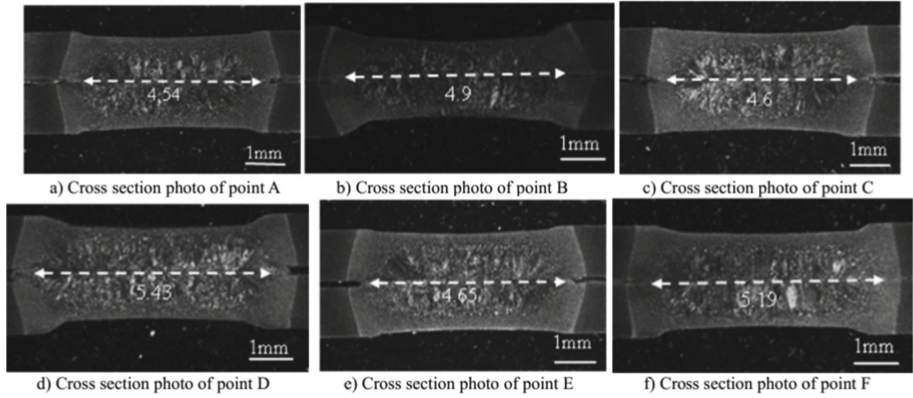 4.54
1mm
4.9
1mm
4.6
1mm
a) Cross section photo of point A
b) Cross section photo of point B
c) Cross section photo of point C
5.43
1mm
4.65
1mm
5.19
1mm
d) Cross section photo of point D
e) Cross section photo of point E
f) Cross section photo of point F